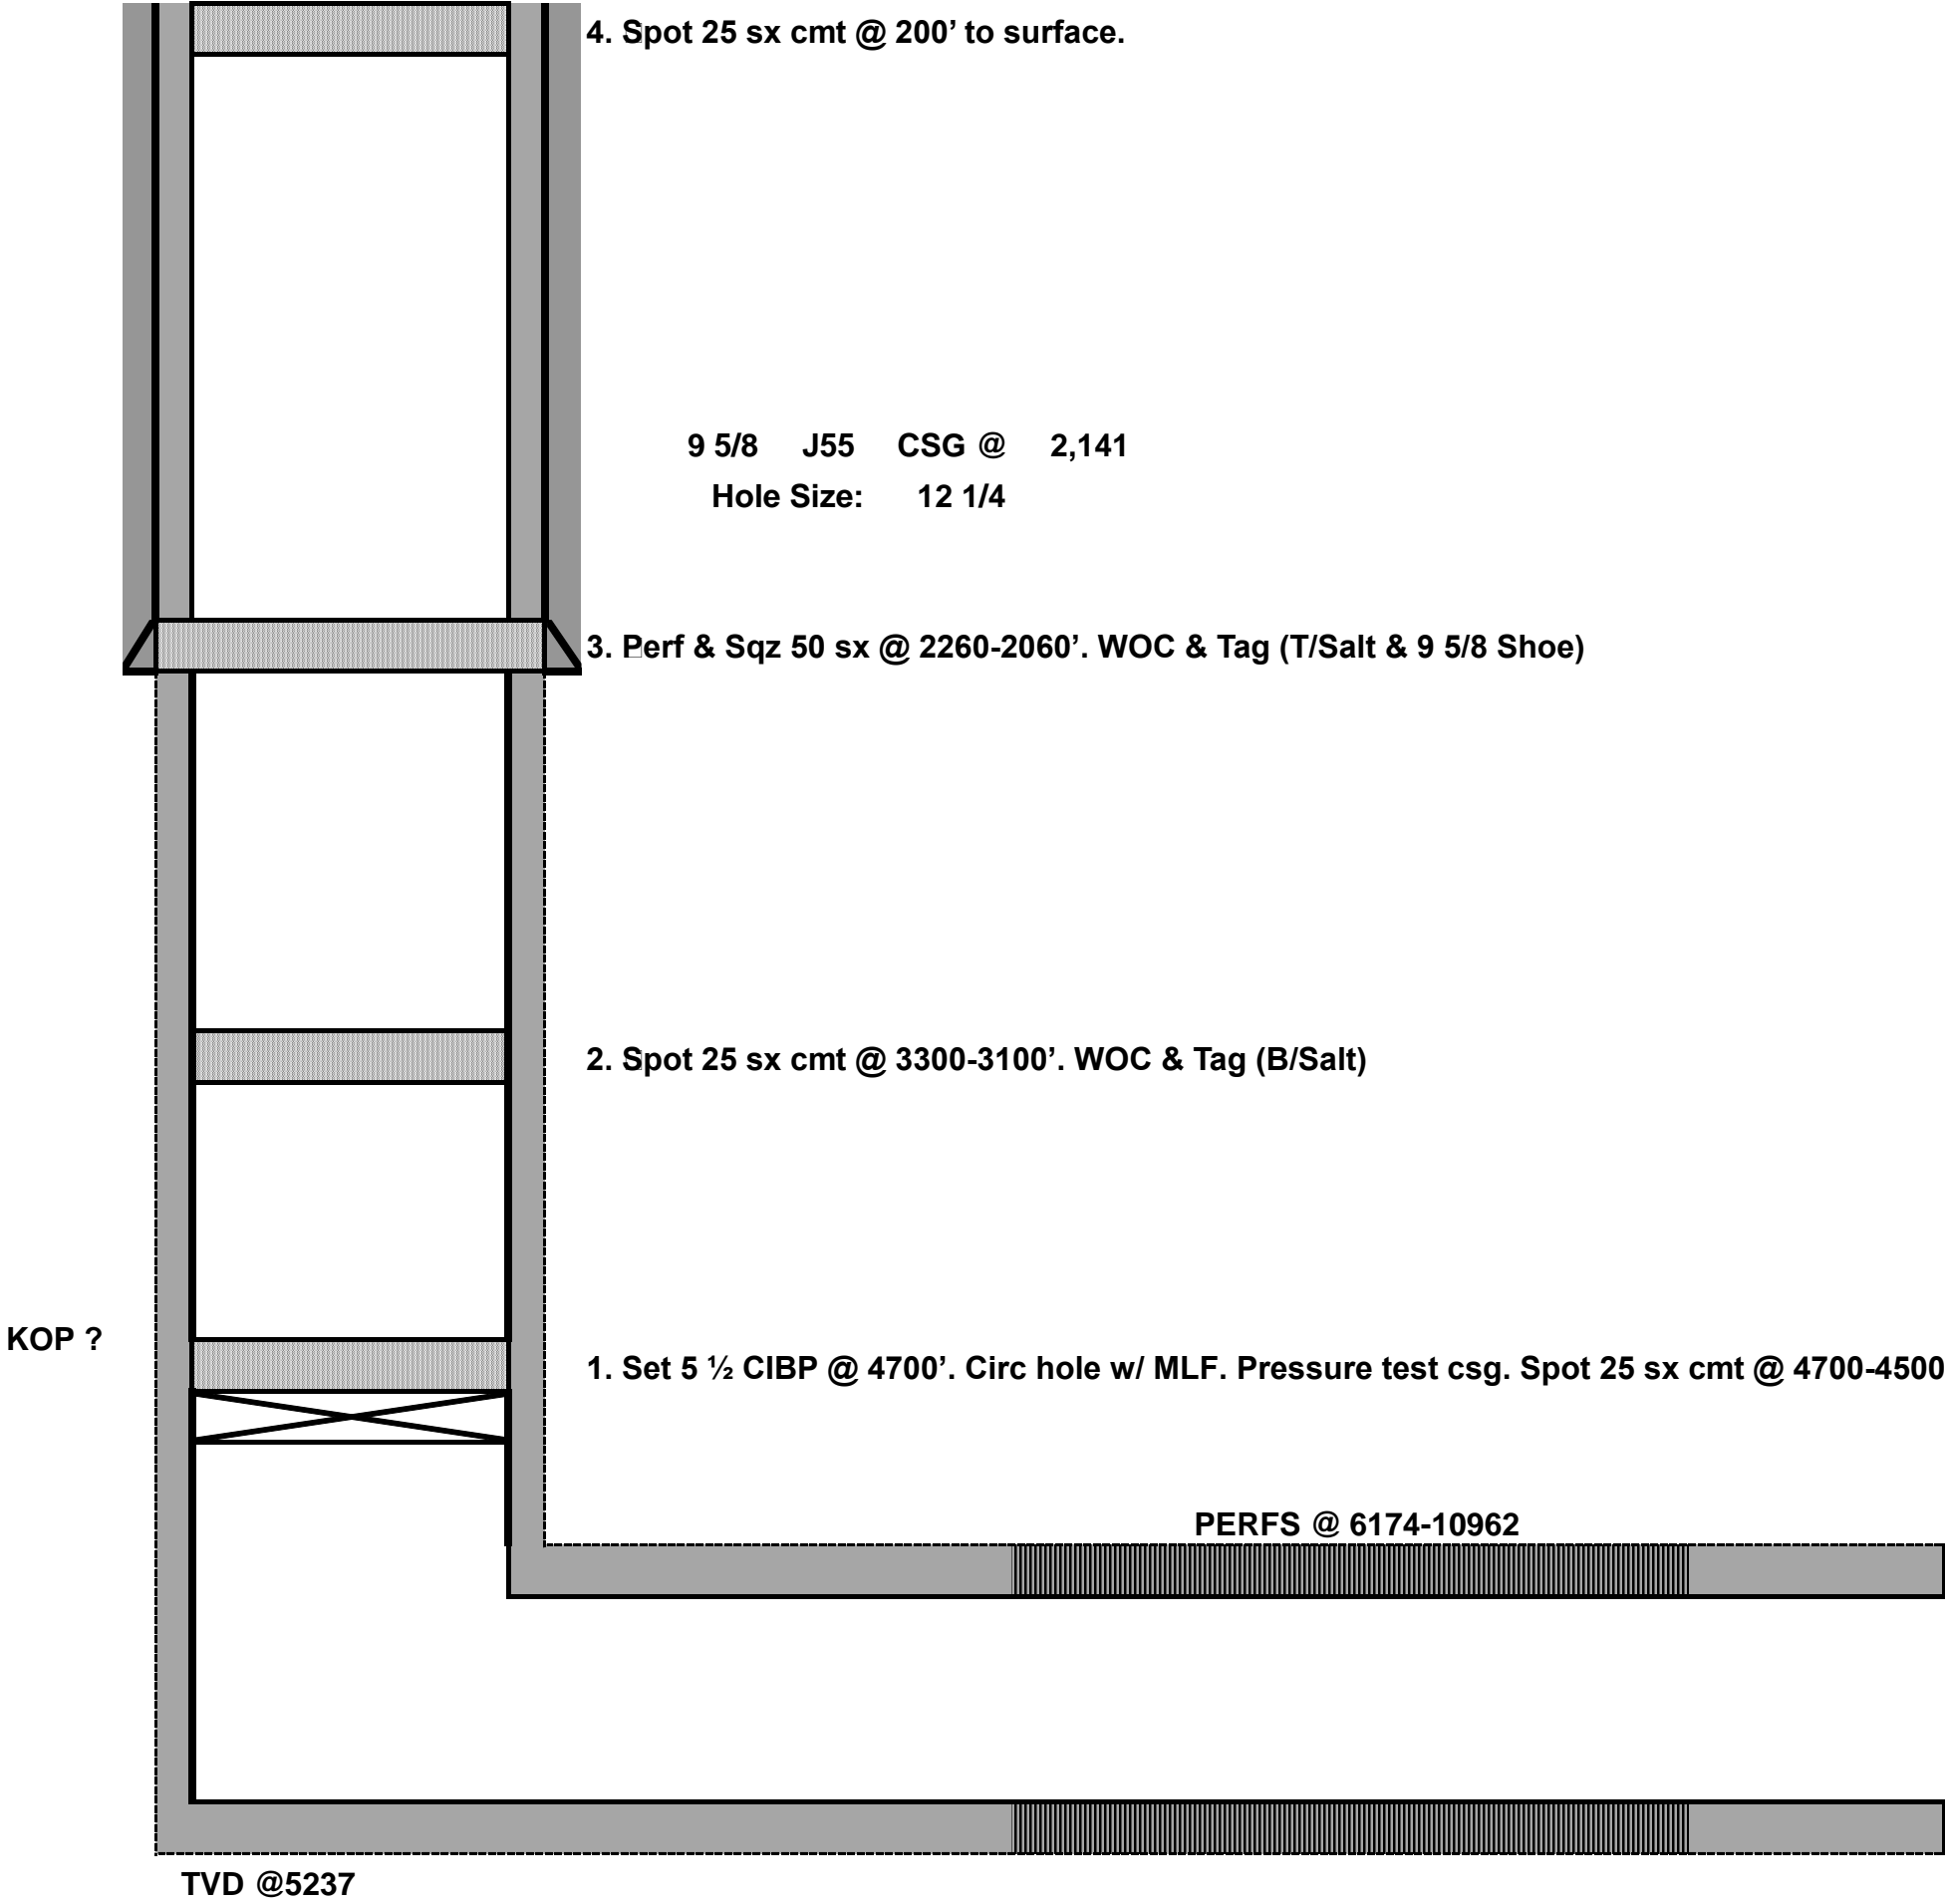 4. Spot 25 sx cmt @ 200’ to surface.
9 5/8 J55 CSG @ 2,141
Hole Size: 12 1/4
3. Perf & Sqz 50 sx @ 2260-2060’. WOC & Tag (T/Salt & 9 5/8 Shoe)
2. Spot 25 sx cmt @ 3300-3100’. WOC & Tag (B/Salt)
KOP ?
1. Set 5 ½ CIBP @ 4700’. Circ hole w/ MLF. Pressure test csg. Spot 25 sx cmt @ 4700-4500
PERFS @ 6174-10962
TVD @5237